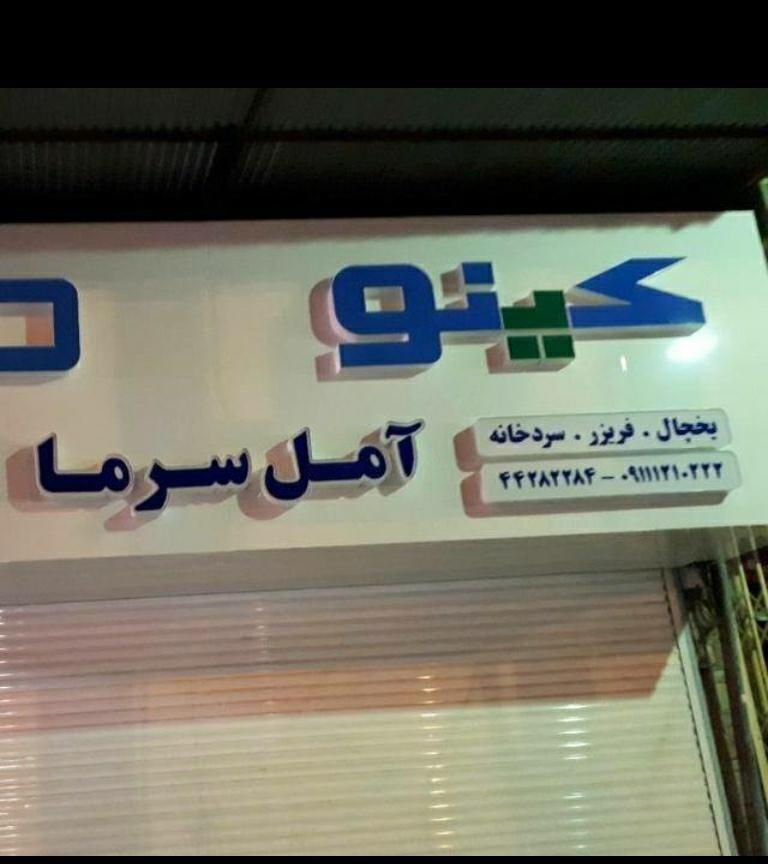 کینو
یخچال . فریزر . سردخانه
۰۹۱۱۱۲۱۰۲۲۲ - ۴۴۲۸۲۲۸۴
آمل سرما